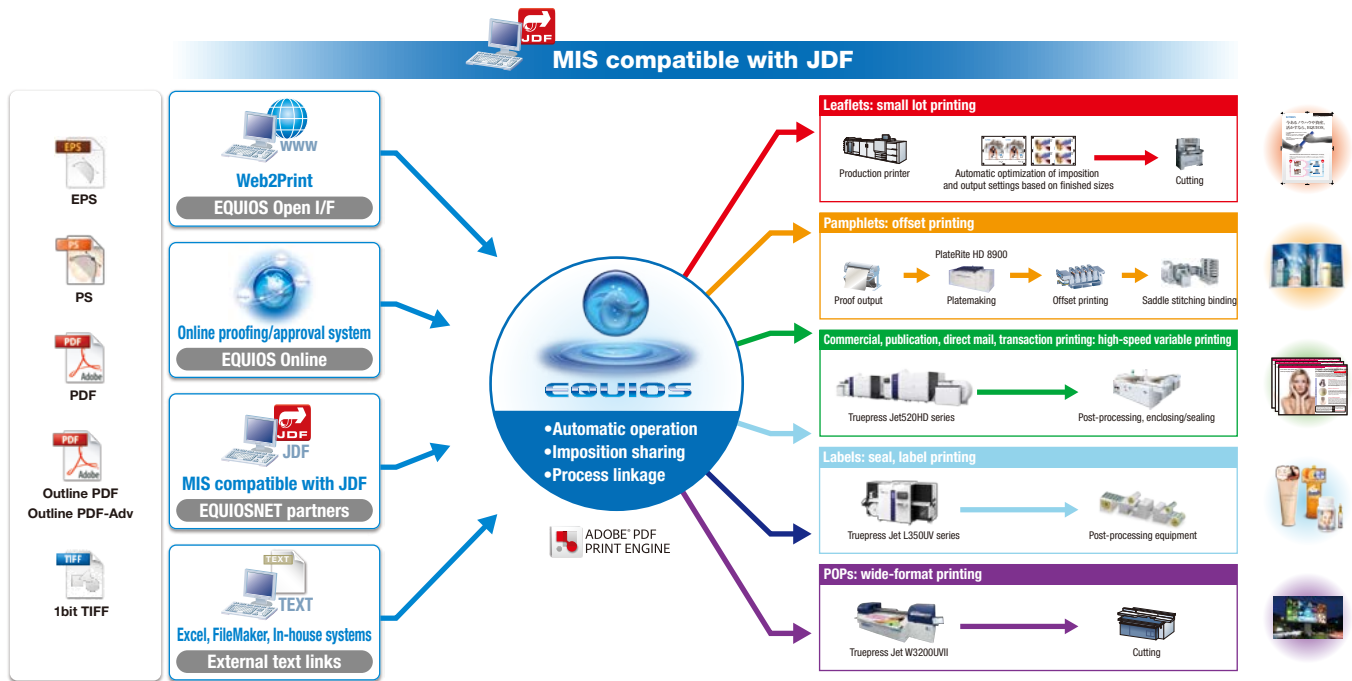 JDF
MIS compatible with JDF
EPS
EPS
PS
PS
PDF
Adobe
PDF
PDF
Adobe
Outline PDF
Outline PDF-Adv
TIFF
1bit TIFF
WWW
Web2Print
EQUIOS Open I/F
Online proofing/approval system
EQUIOS Online
JDF
JDF
MIS compatible with JDF
EQUIOSNET partners
TEXT
TEXT
Excel, FileMaker, In-house systems
External text links
EQUIOS
•Automatic operation
•Imposition sharing
•Process linkage
ADOBE® PDF
PRINT ENGINE
Leaflets: small lot printing
Production printer
Automatic optimization of imposition
and output settings based on finished sizes
Cutting
Pamphlets: offset printing
PlateRite HD 8900
Proof output
Platemaking
Offset printing
Saddle stitching binding
Commercial, publication, direct mail, transaction printing: high-speed variable printing
Truepress Jet520HD series
Post-processing, enclosing/sealing
Labels: seal, label printing
Truepress Jet L350UV series
Post-processing equipment
POPs: wide-format printing
Truepress Jet W3200UVII
Cutting